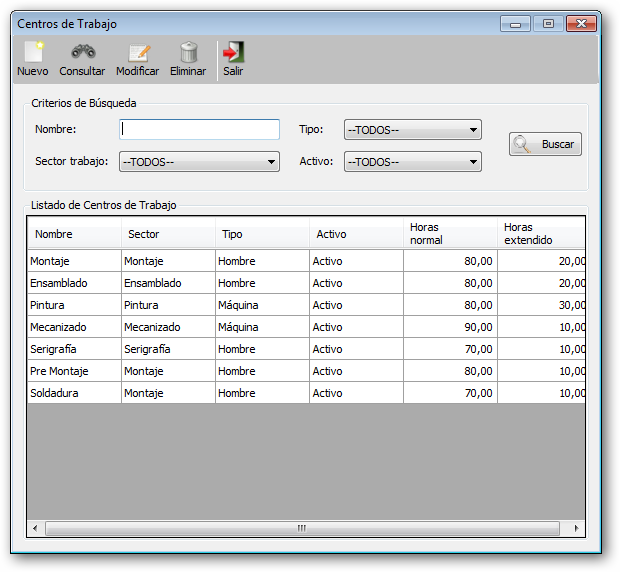 Centros de Trabajo
Nuevo Consultar Modificar Eliminar Salir
Criterios de Búsqueda
Nombre: Tipo: --TODOS-- Buscar
Sector trabajo: --TODOS-- Activo: --TODOS--
Listado de Centros de Trabajo
Nombre Sector Tipo Activo Horas normal Horas extendido
Montaje Montaje Hombre Activo 80,00 20,00
Ensamblado Ensamblado Hombre Activo 80,00 20,00
Pintura Pintura Máquina Activo 80,00 30,00
Mecanizado Mecanizado Máquina Activo 90,00 10,00
Serigrafía Serigrafía Hombre Activo 70,00 10,00
Pre Montaje Montaje Hombre Activo 80,00 10,00
Soldadura Montaje Hombre Activo 70,00 10,00